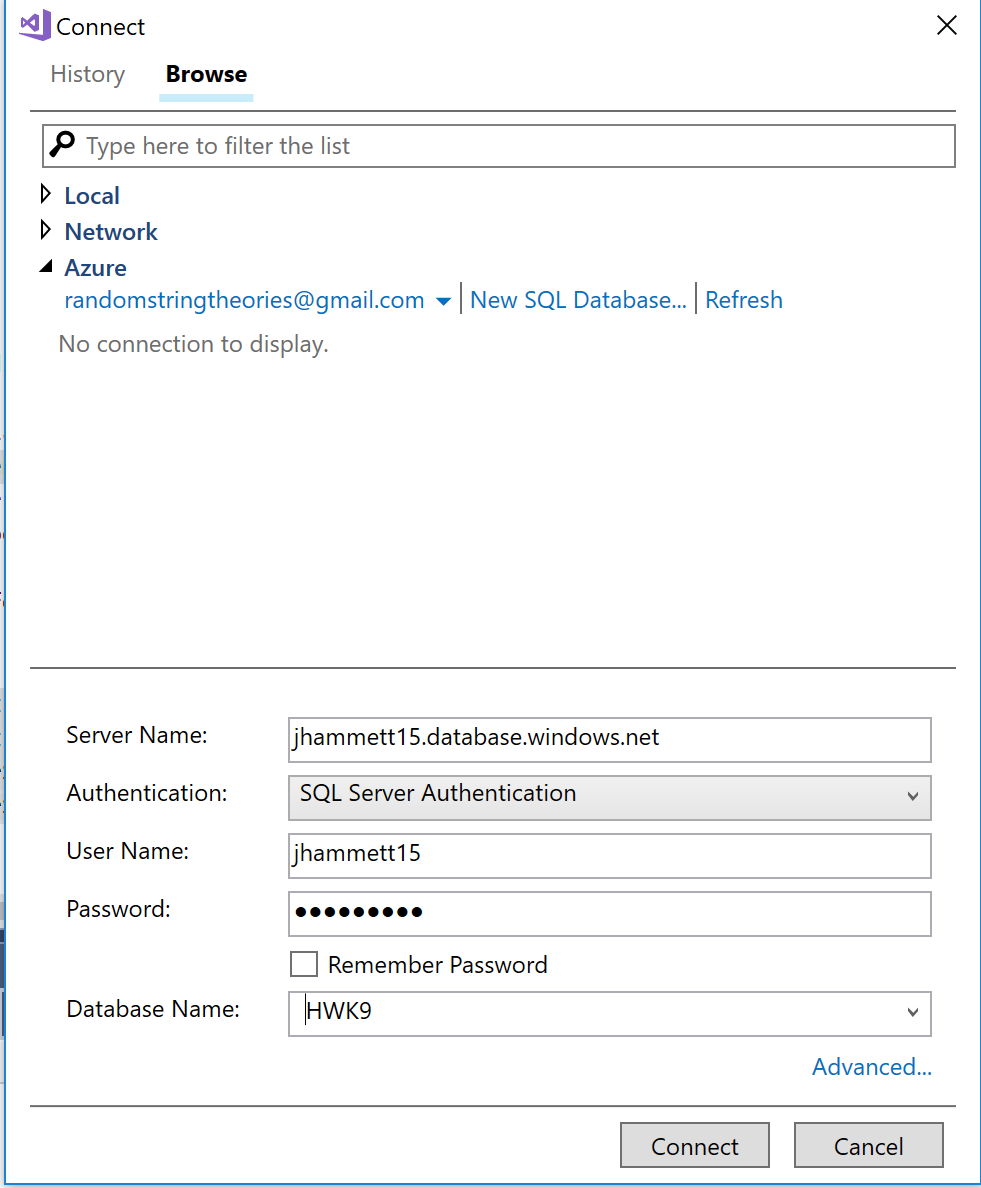 Connect
History Browse
Type here to filter the list
Local
Network
Azure
randomstringtheories@gmail.com New SQL Database... Refresh
No connection to display.
Server Name: jhammett15.database.windows.net
Authentication: SQL Server Authentication
User Name: jhammett15
Password: ●●●●●●●●●
Remember Password
Database Name: HWK9
Advanced...
Connect Cancel